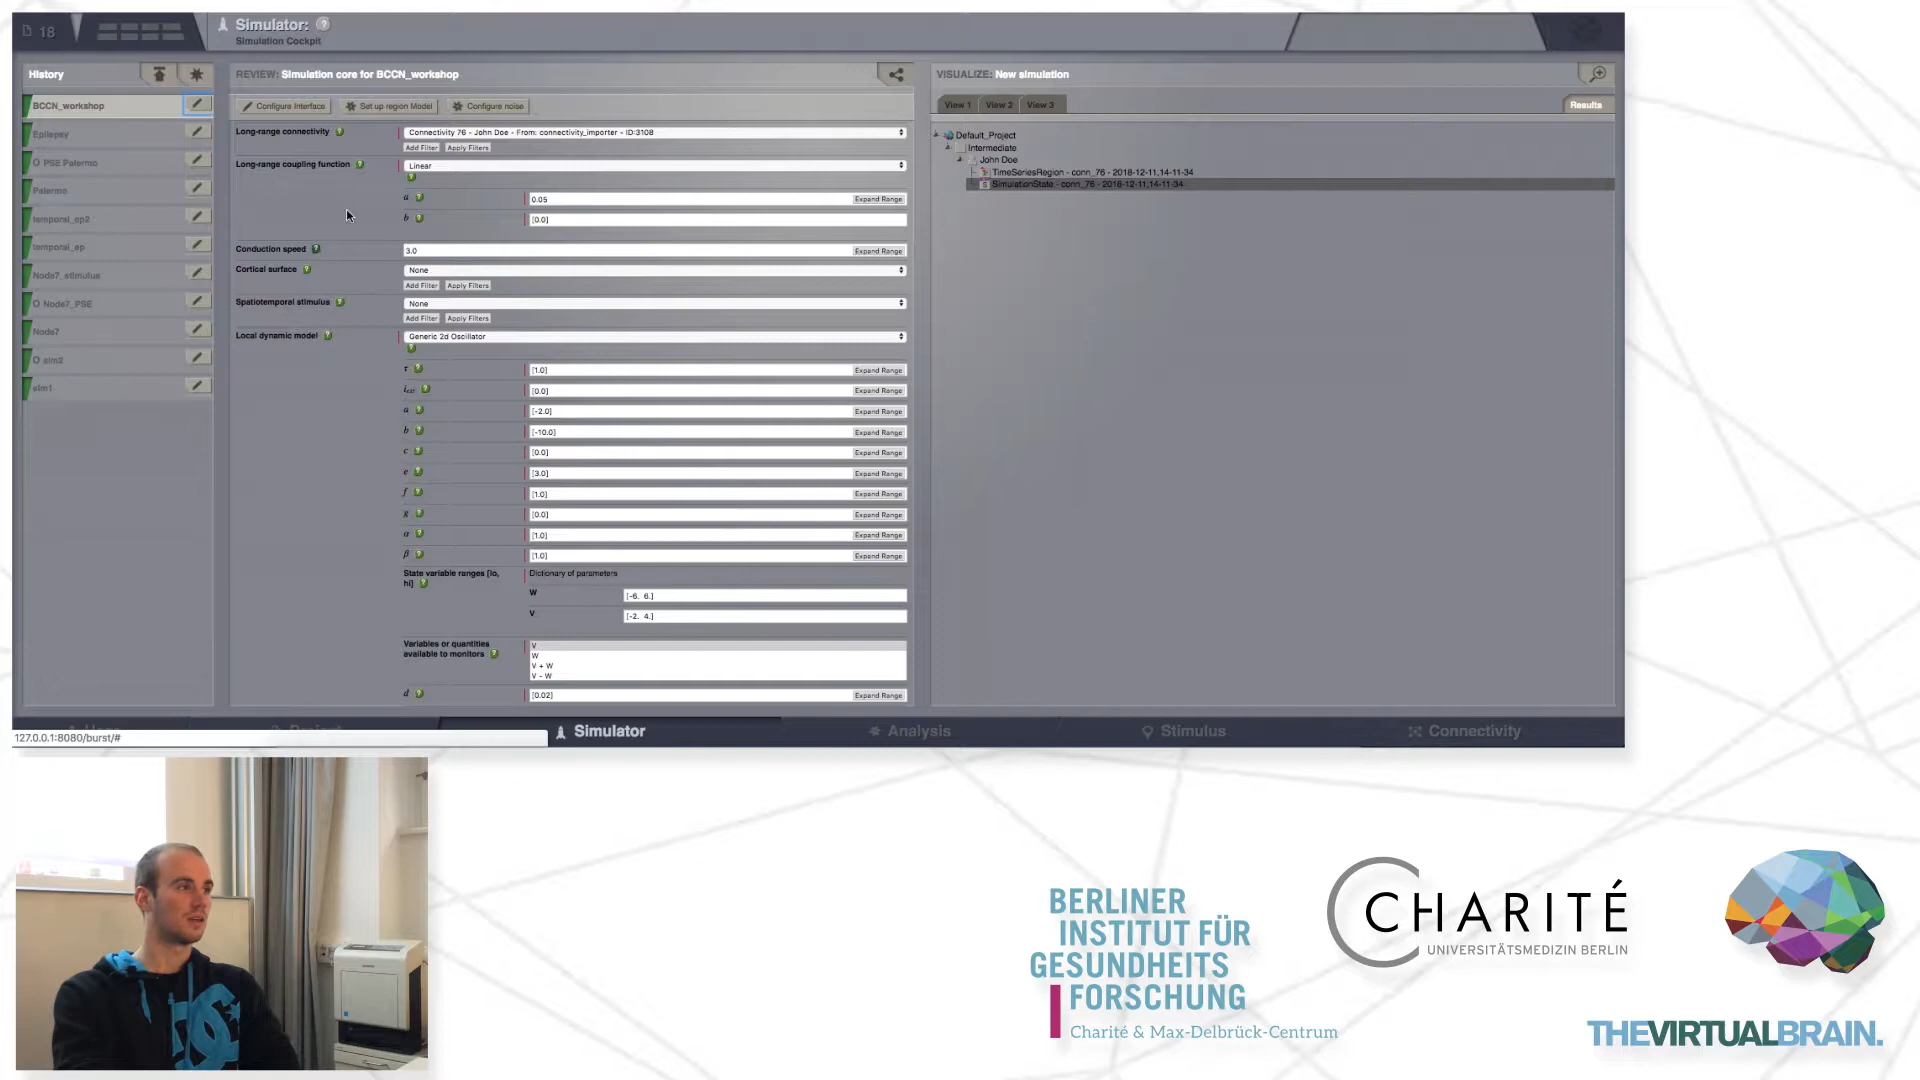 18
Simulator:
Simulation Cockpit
History
BCCN_workshop
Epilepsy
O PSE Palermo
Palermo
temporal_ep2
temporal_ep
Node7_stimulus
O Node7_PSE
Node7
O sim2
sim1
REVIEW: Simulation core for BCCN_workshop
Configure Interface
Set up region Model
Configure noise
Long-range connectivity
Connectivity 76 - John Doe - From: connectivity_importer - ID:3108
Add Filter Apply Filters
Long-range coupling function
Linear
a 0.05 Expand Range
b [0.0]
Conduction speed
3.0 Expand Range
Cortical surface
None
Add Filter Apply Filters
Spatiotemporal stimulus
None
Add Filter Apply Filters
Local dynamic model
Generic 2d Oscillator
τ [1.0] Expand Range
[0.0] Expand Range
a [-2.0] Expand Range
b [-10.0] Expand Range
c [0.0] Expand Range
e [3.0] Expand Range
f [1.0] Expand Range
g [0.0] Expand Range
α [1.0] Expand Range
β [1.0] Expand Range
State variable ranges [lo,
hi]
Dictionary of parameters
W [-6. 6.]
V [-2. 4.]
Variables or quantities
available to monitors
V
W
V + W
V - W
d [0.02] Expand Range
VISUALIZE: New simulation
View 1 View 2 View 3
Results
Default_Project
Intermediate
John Doe
TimeSeriesRegion - conn_76 - 2018-12-11,14-11-34
SimulationState - conn_76 - 2018-12-11,14-11-34
Simulator
Analysis
Stimulus
Connectivity
127.0.0.1:8080/burst/#
BERLINER
INSTITUT FÜR
GESUNDHEITS
FORSCHUNG
Charité & Max-Delbrück-Centrum
CHARITÉ
UNIVERSITÄTSMEDIZIN BERLIN
THEVIRTUALBRAIN.